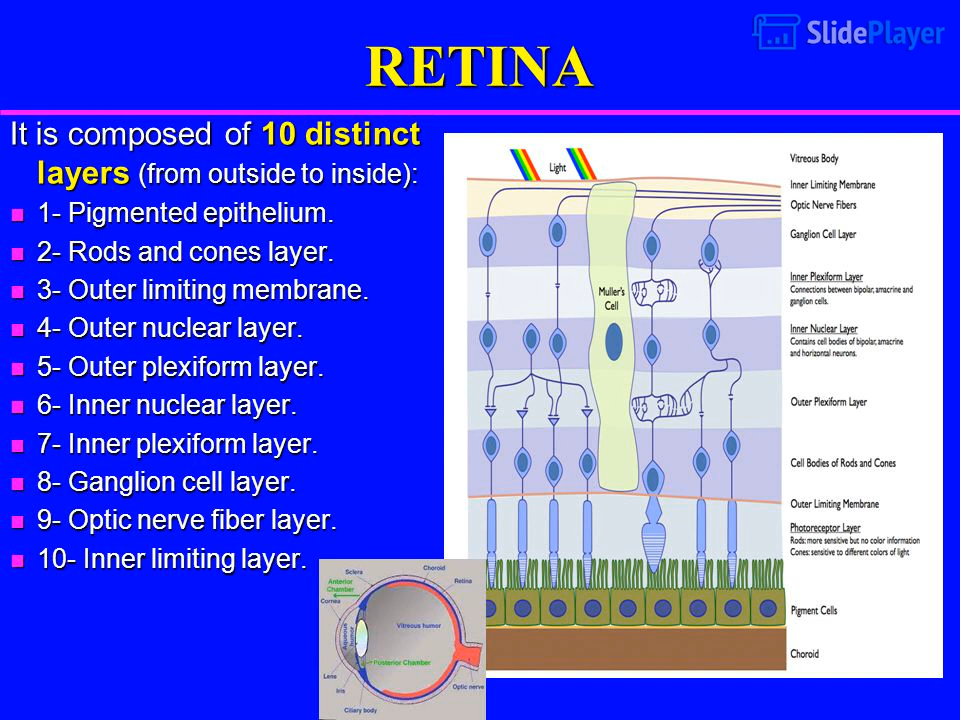 SlidePlayer
RETINA
It is composed of 10 distinct
layers (from outside to inside):
1- Pigmented epithelium.
2- Rods and cones layer.
3- Outer limiting membrane.
4- Outer nuclear layer.
5- Outer plexiform layer.
6- Inner nuclear layer.
7- Inner plexiform layer.
8- Ganglion cell layer.
9- Optic nerve fiber layer.
10- Inner limiting layer.
Light
Muller's
Cell
Vitreous Body
Inner Limiting Membrane
Optic Nerve Fibers
Ganglion Cell Layer
Inner Plexiform Layer
Connections between bipolar, amacrine and
ganglion cells.
Inner Nuclear Layer
Contains cell bodies of bipolar, amacrine
and horizontal neurons.
Outer Plexiform Layer
Cell Bodies of Rods and Cones
Outer Limiting Membrane
Photoreceptor Layer
Rods: more sensitive but no color information
Cones: sensitive to different colors of light
Pigment Cells
Choroid
Sclera
Choroid
Retina
Anterior
Chamber
Cornea
Aqueous
humor
Vitreous humor
Posterior Chamber
Lens
Iris
Ciliary body
Optic nerve